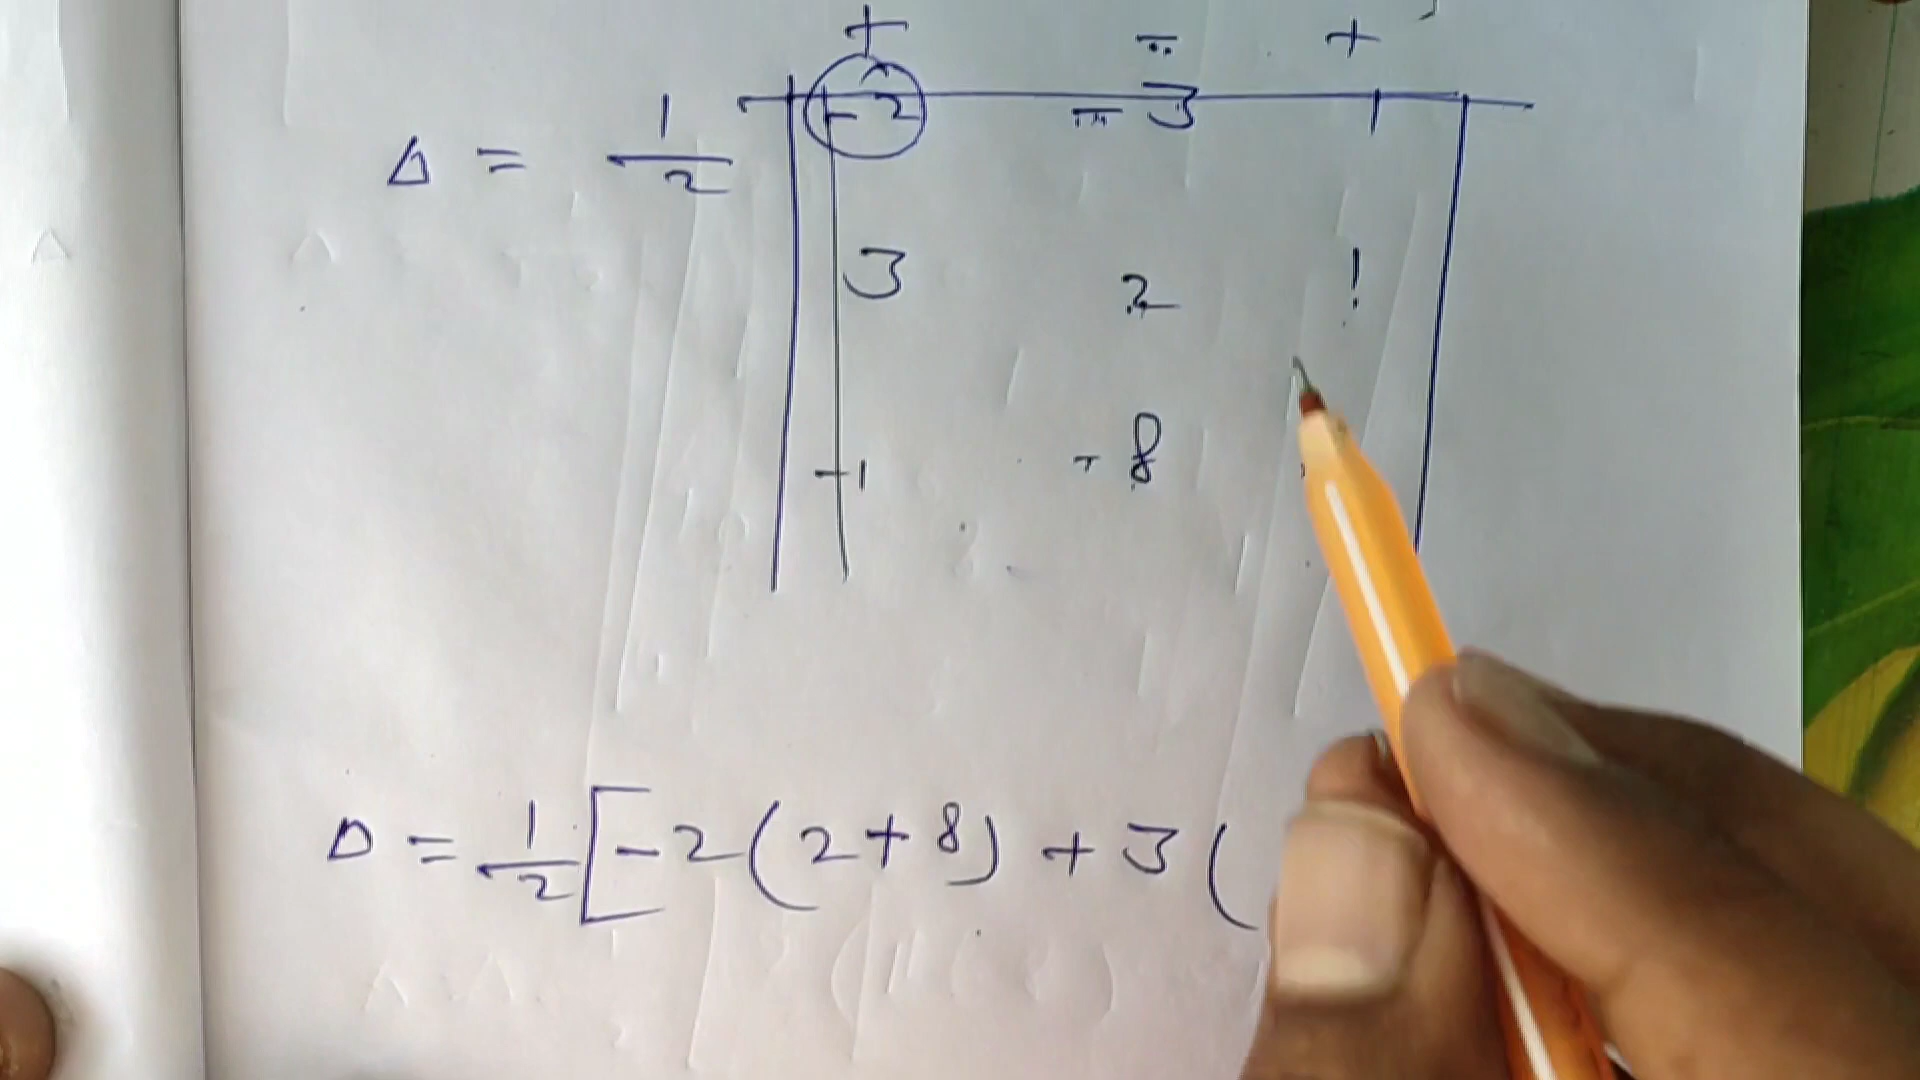 + - +
Δ = 1/2 | -2 -3 1 |
3 2 1
-1 -8
Δ = 1/2 [ -2 ( 2 + 8 ) + 3 (